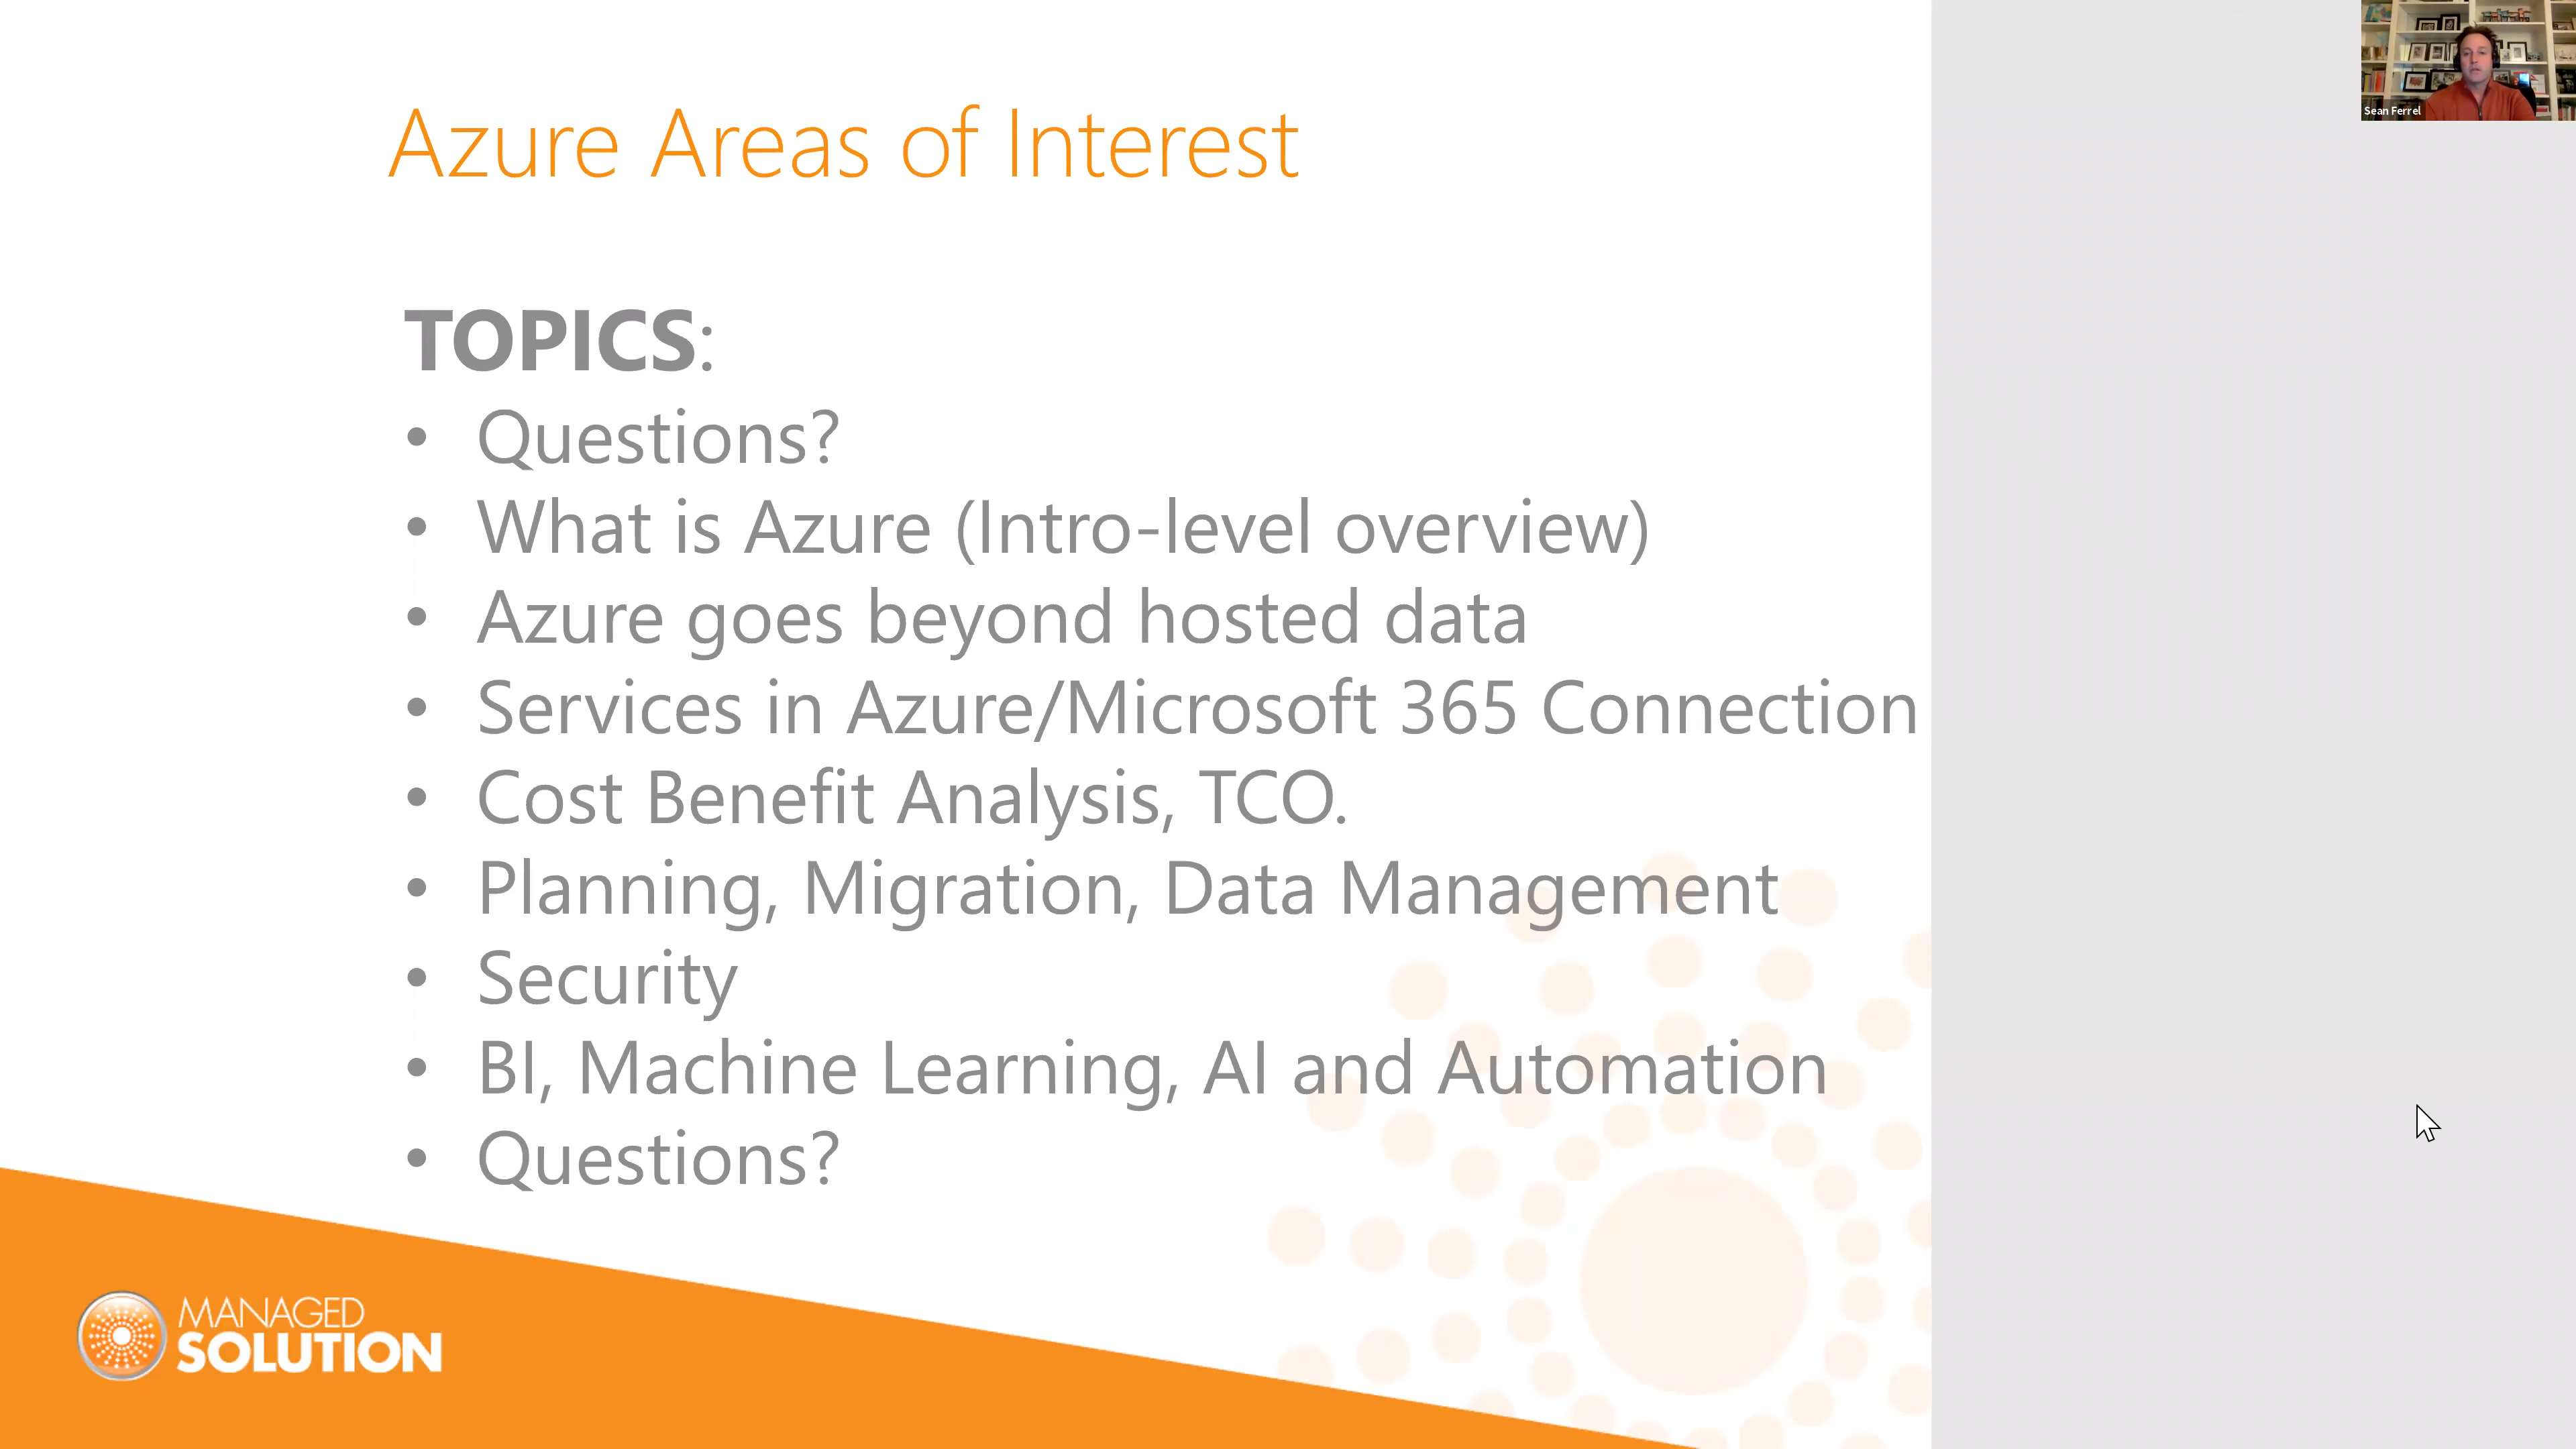 Azure Areas of Interest
Sean Ferrel
TOPICS:
• Questions?
• What is Azure (Intro-level overview)
• Azure goes beyond hosted data
• Services in Azure/Microsoft 365 Connection
• Cost Benefit Analysis, TCO.
• Planning, Migration, Data Management
• Security
• BI, Machine Learning, AI and Automation
• Questions?
MANAGED
SOLUTION